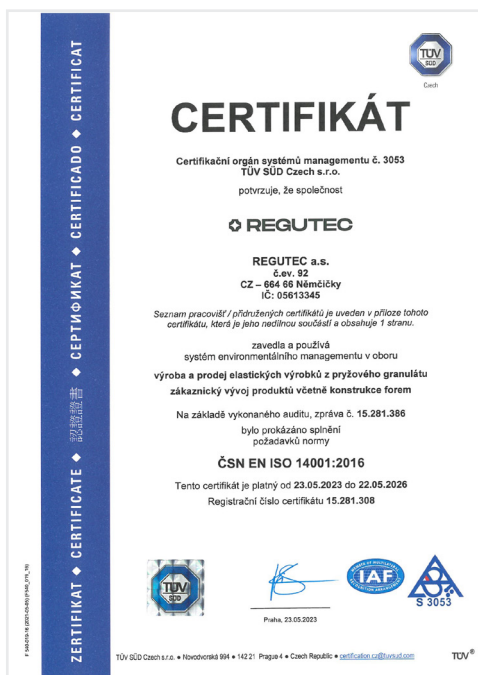 TÜV
SÜD
Czech
CERTIFIKÁT
Certifikační orgán systémů managementu č. 3053
TÜV SÜD Czech s.r.o.
potvrzuje, že společnost
REGUTEC
REGUTEC a.s.
č.ev. 92
CZ – 664 66 Němčičky
IČ: 05613345
Seznam pracovišť / přidružených certifikátů je uveden v příloze tohoto
certifikátu, která je jeho nedílnou součástí a obsahuje 1 stranu.
zavedla a používá
systém environmentálního managementu v oboru
výroba a prodej elastických výrobků z pryžového granulátu
zákaznický vývoj produktů včetně konstrukce forem
Na základě vykonaného auditu, zpráva č. 15.281.386
bylo prokázáno splnění
požadavků normy
ČSN EN ISO 14001:2016
Tento certifikát je platný od 23.05.2023 do 22.05.2026
Registrační číslo certifikátu 15.281.308
TÜV
SÜD
Praha, 23.05.2023
MEMBER OF MULTILATERAL
RECOGNITION ARRANGEMENT
IAF
S 3053
TÜV SÜD Czech s.r.o. ● Novodvorská 994 ● 142 21 Prague 4 ● Czech Republic ● certification.cz@tuvsud.com
TÜV®
ZERTIFIKAT ◆ CERTIFICATE ◆ 認證證書 ◆ СЕРТИФИКАТ ◆ CERTIFICADO ◆ CERTIFICAT